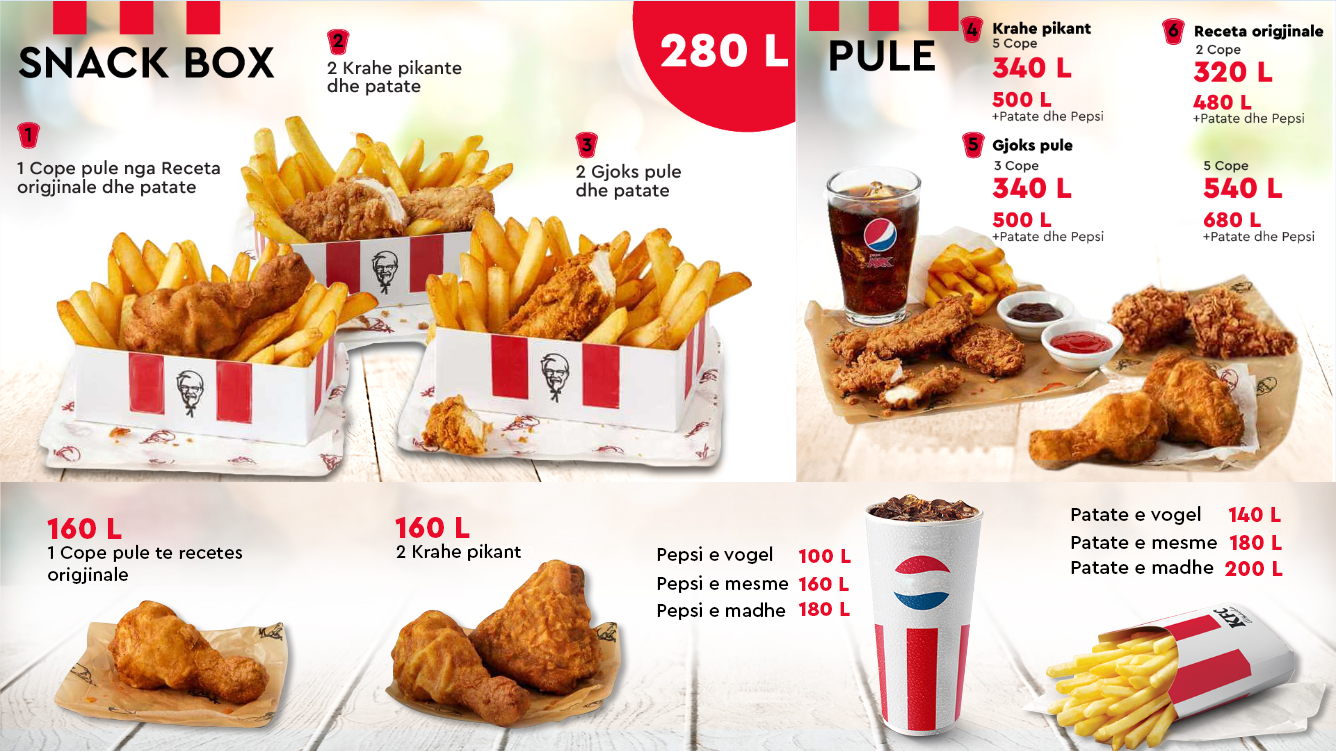 SNACK BOX
280 L
2
2 Krahe pikante
dhe patate
1
1 Cope pule nga Receta
origjinale dhe patate
3
2 Gjoks pule
dhe patate
PULE
4 Krahe pikant
5 Cope
340 L
500 L
+Patate dhe Pepsi
5 Gjoks pule
3 Cope
340 L
500 L
+Patate dhe Pepsi
6 Receta origjinale
2 Cope
320 L
480 L
+Patate dhe Pepsi
5 Cope
540 L
680 L
+Patate dhe Pepsi
160 L
1 Cope pule te recetes
origjinale
160 L
2 Krahe pikant
Pepsi e vogel 100 L
Pepsi e mesme 160 L
Pepsi e madhe 180 L
Patate e vogel 140 L
Patate e mesme 180 L
Patate e madhe 200 L
KFC